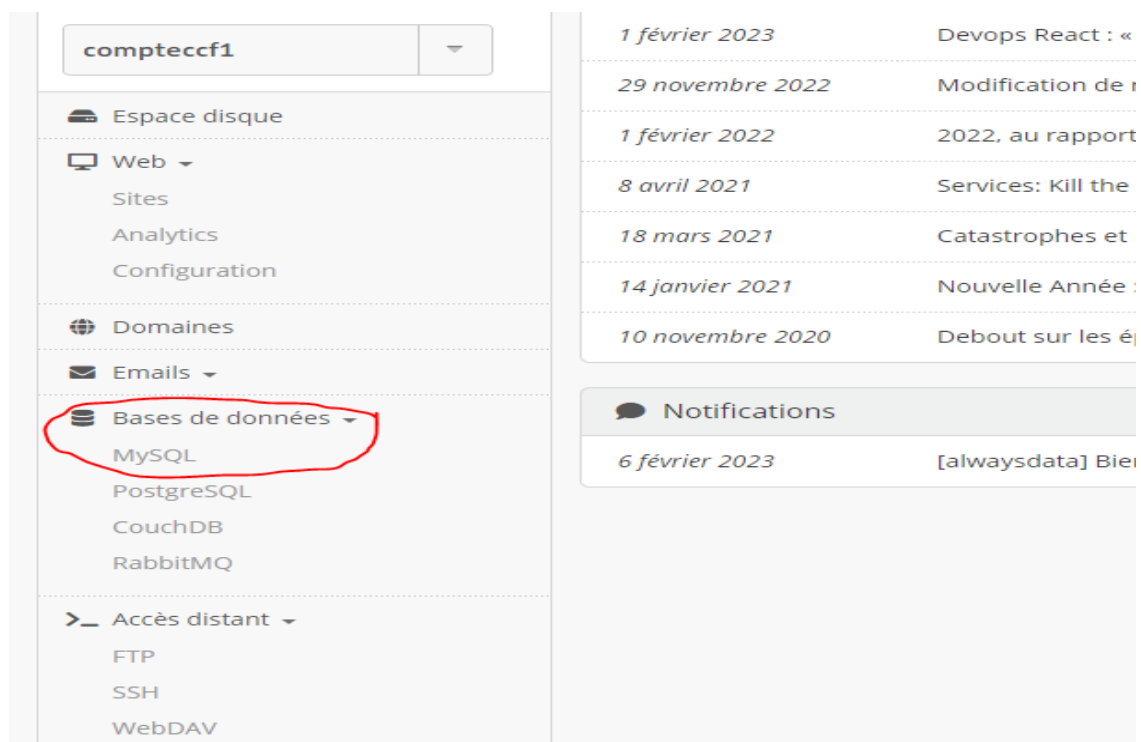 compteccf1
Espace disque
Web
Sites
Analytics
Configuration
Domaines
Emails
Bases de données
MySQL
PostgreSQL
CouchDB
RabbitMQ
Accès distant
FTP
SSH
WebDAV
1 février 2023 Devops React : «
29 novembre 2022 Modification de
1 février 2022 2022, au rapport
8 avril 2021 Services: Kill the
18 mars 2021 Catastrophes et
14 janvier 2021 Nouvelle Année :
10 novembre 2020 Debout sur les
Notifications
6 février 2023 [alwaysdata]